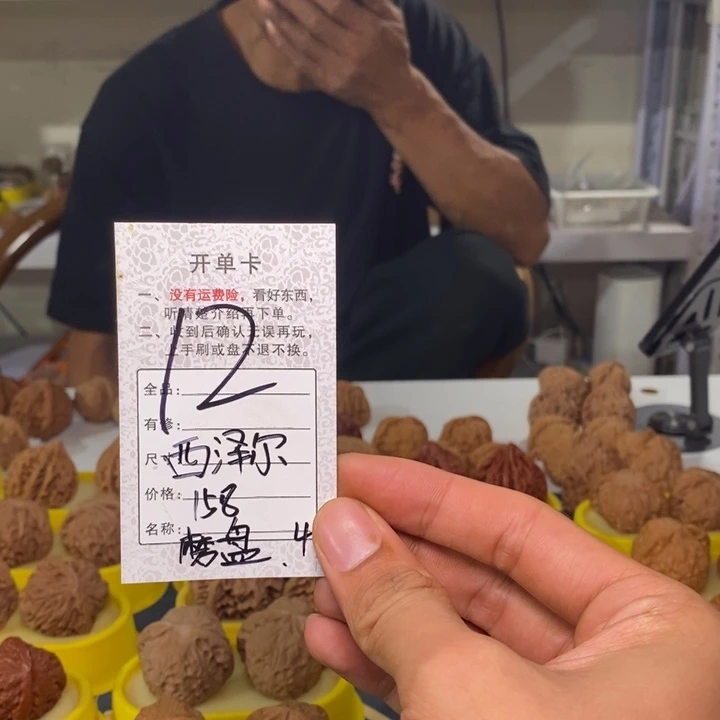 开单卡
一、没有运费险，看好东西，
听清楚介绍再下单。
二、收到后确认无误再玩，
上手刷或盘不退不换。
12
全品：
有修：
尺寸：西泽尔
价格：158
名称：磨盘.4